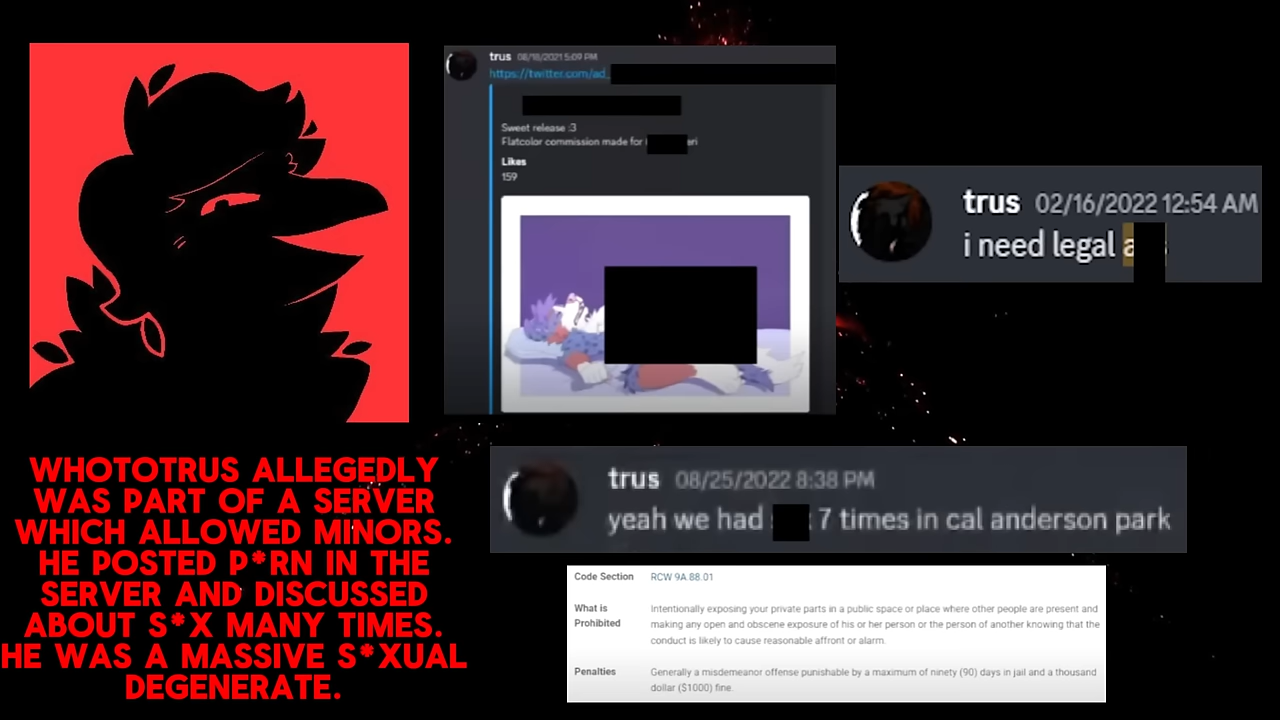 trus 08/18/2021 5:09 PM
https://twitter.com/ad_
Sweet release :3
Flatcolor commission made for
Likes
159
trus 02/16/2022 12:54 AM
i need legal
trus 08/25/2022 8:38 PM
yeah we had 7 times in cal anderson park
WHOTOTRUS ALLEGEDLY
WAS PART OF A SERVER
WHICH ALLOWED MINORS.
HE POSTED P*RN IN THE
SERVER AND DISCUSSED
ABOUT S*X MANY TIMES.
HE WAS A MASSIVE S*XUAL
DEGENERATE.
Code Section RCW 9A.88.01
What is Prohibited
Intentionally exposing your private parts in a public space or place where other people are present and
making any open and obscene exposure of his or her person or the person of another knowing that the
conduct is likely to cause reasonable affront or alarm.
Penalties Generally a misdemeanor offense punishable by a maximum of ninety (90) days in jail and a thousand
dollar ($1000) fine.